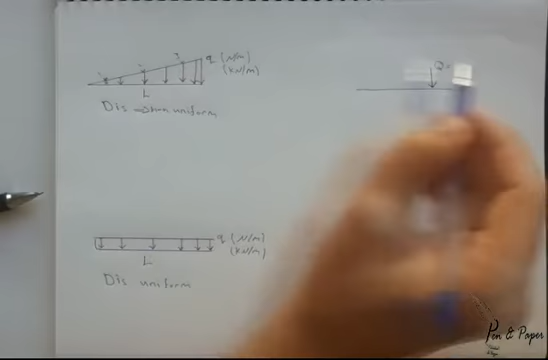 q (N/m)
(kN/m)
L
Dis
uniform
q (N/m)
(kN/m)
L
Dis uniform
Pen & Paper